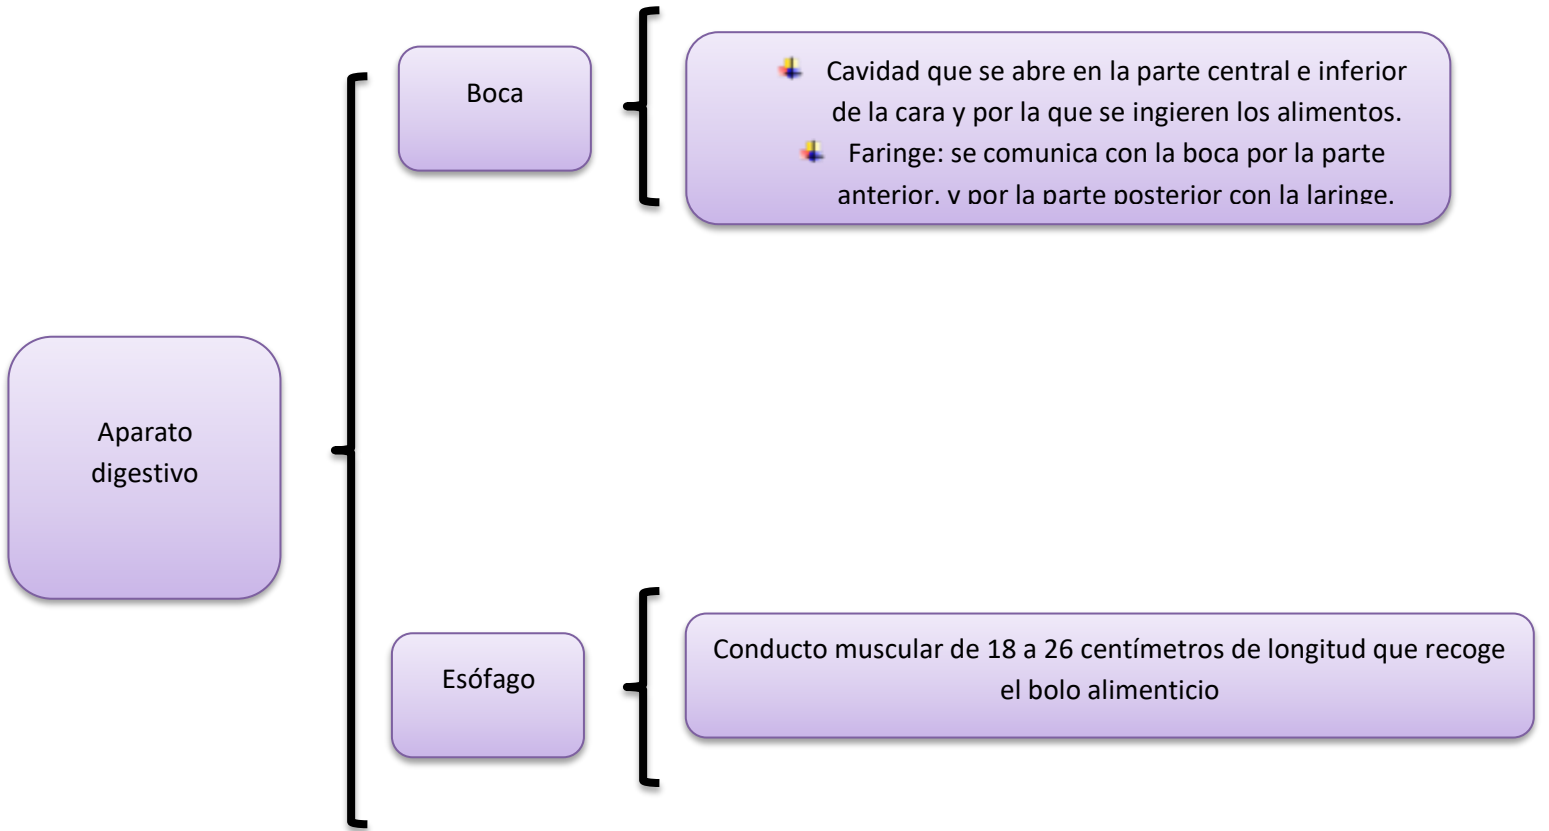 Boca
Cavidad que se abre en la parte central e inferior
de la cara y por la que se ingieren los alimentos.
Faringe: se comunica con la boca por la parte
anterior, y por la parte posterior con la laringe.
Aparato
digestivo
Esófago
Conducto muscular de 18 a 26 centímetros de longitud que recoge
el bolo alimenticio